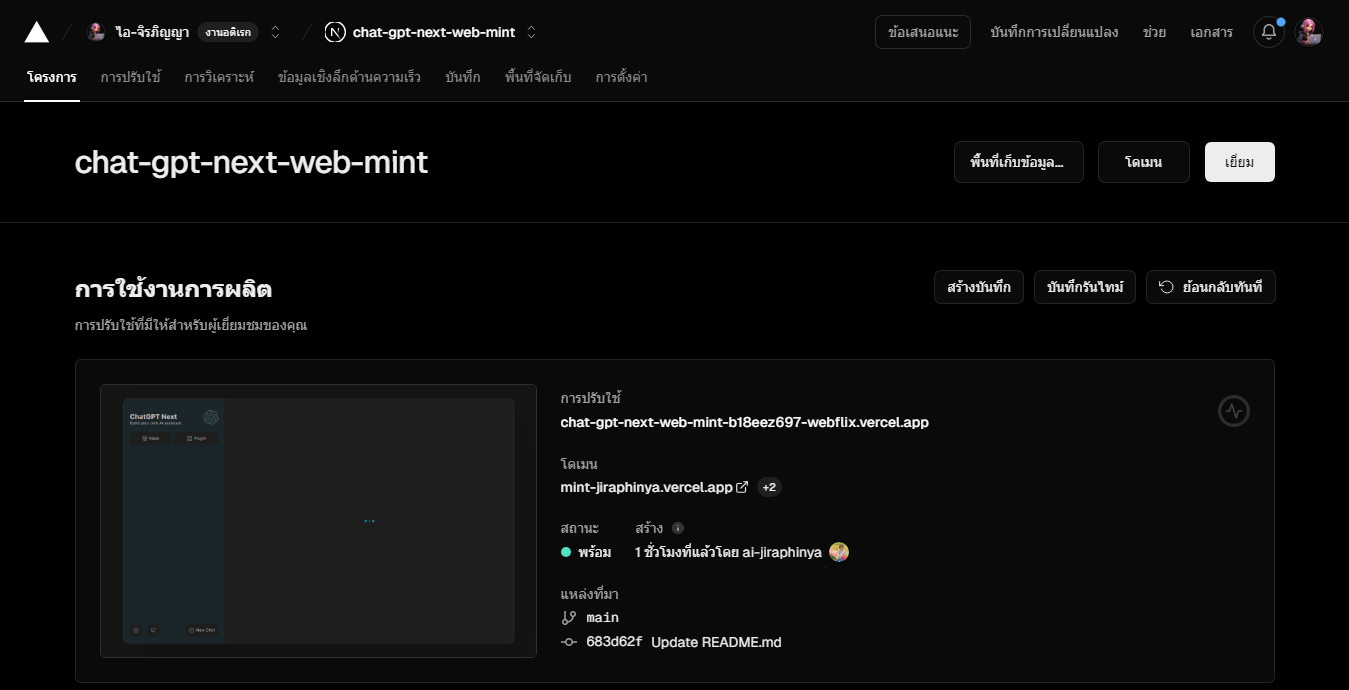 ไอ-จิรภิญญา งานอดิเรก
chat-gpt-next-web-mint
ข้อเสนอแนะ บันทึกการเปลี่ยนแปลง ช่วย เอกสาร
โครงการ การปรับใช้ การวิเคราะห์ ข้อมูลเชิงลึกด้านความเร็ว บันทึก พื้นที่จัดเก็บ การตั้งค่า
chat-gpt-next-web-mint
พื้นที่เก็บข้อมูล... โดเมน เยี่ยม
การใช้งานการผลิต
สร้างบันทึก บันทึกรันไทม์ ย้อนกลับทันที
การปรับใช้ที่มีให้สำหรับผู้เยี่ยมชมของคุณ
ChatGPT Next
Build your own AI assistant.
Mask Plugin
New Chat
การปรับใช้
chat-gpt-next-web-mint-b18eez697-webflix.vercel.app
โดเมน
mint-jiraphinya.vercel.app +2
สถานะ สร้าง
พร้อม 1 ชั่วโมงที่แล้วโดย ai-jiraphinya
แหล่งที่มา
main
683d62f Update README.md